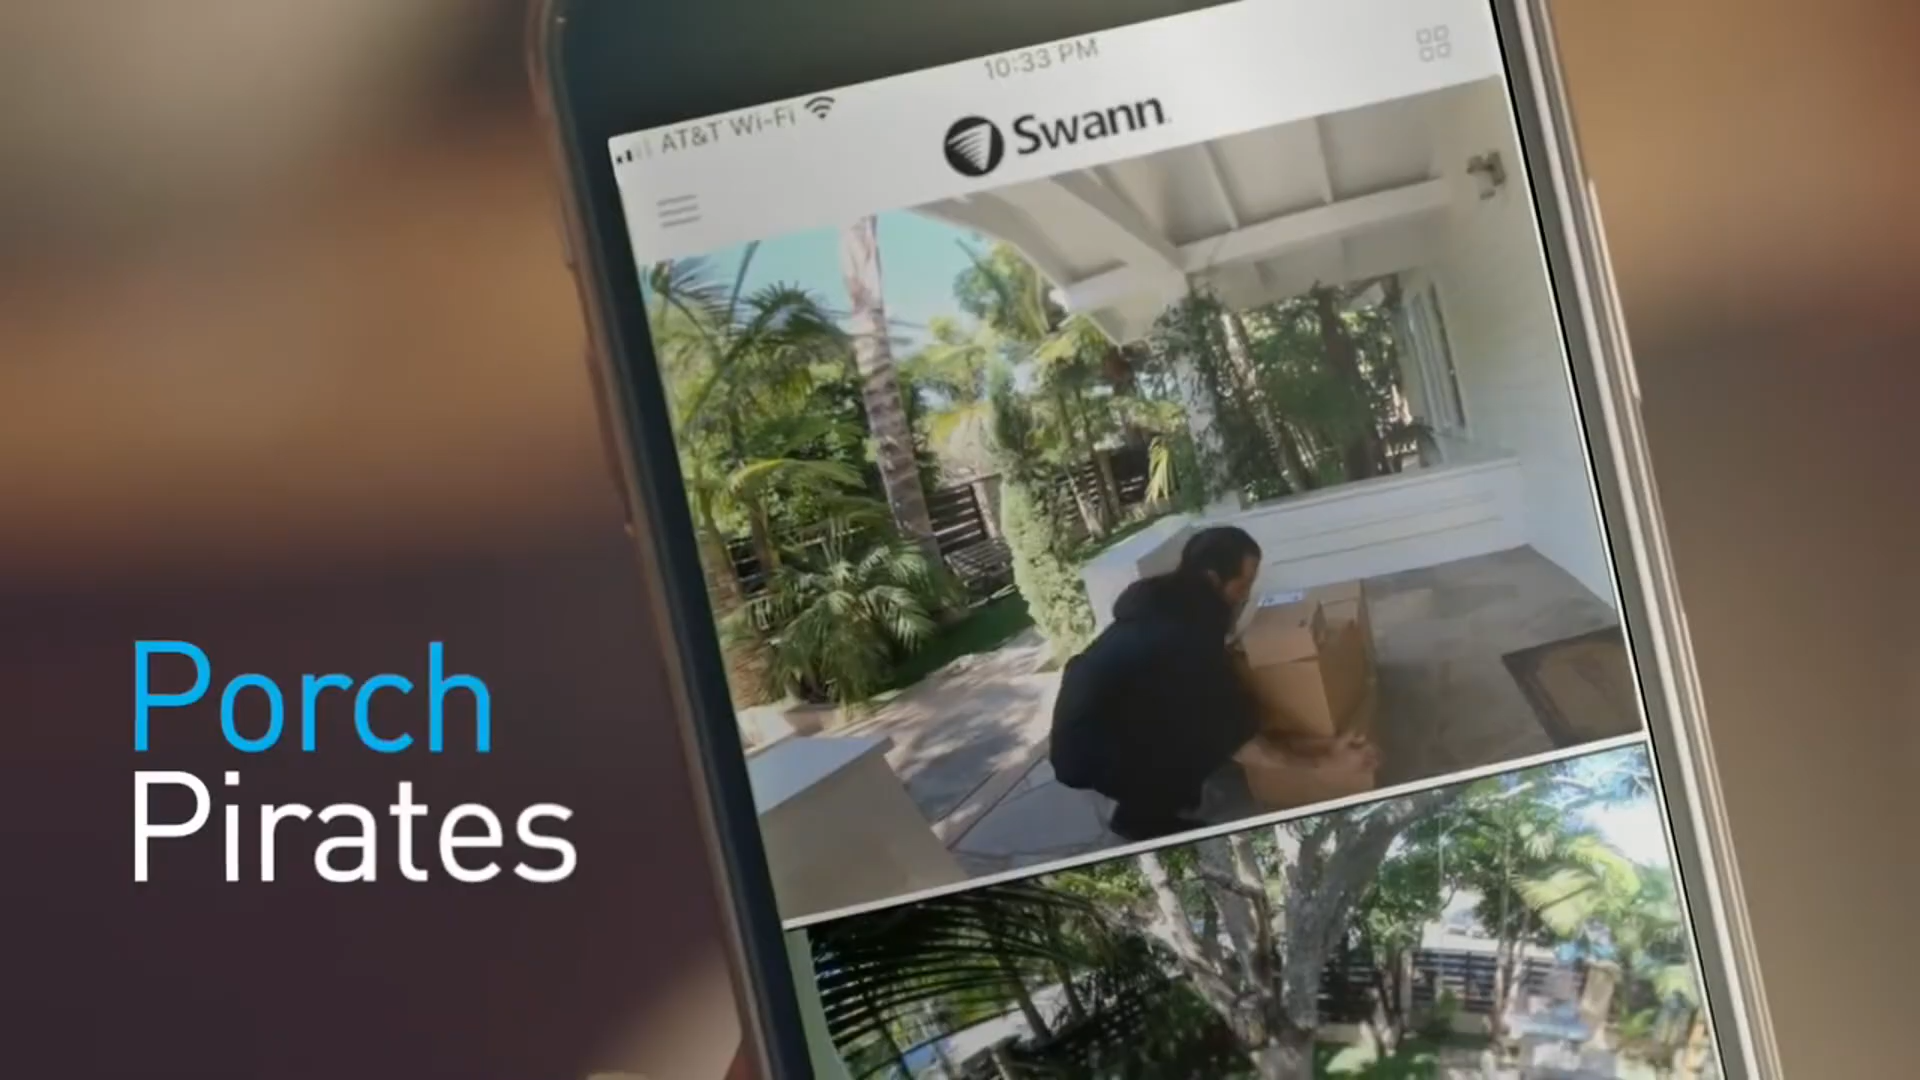 10:33 PM
AT&T Wi-Fi
Swann
Porch
Pirates